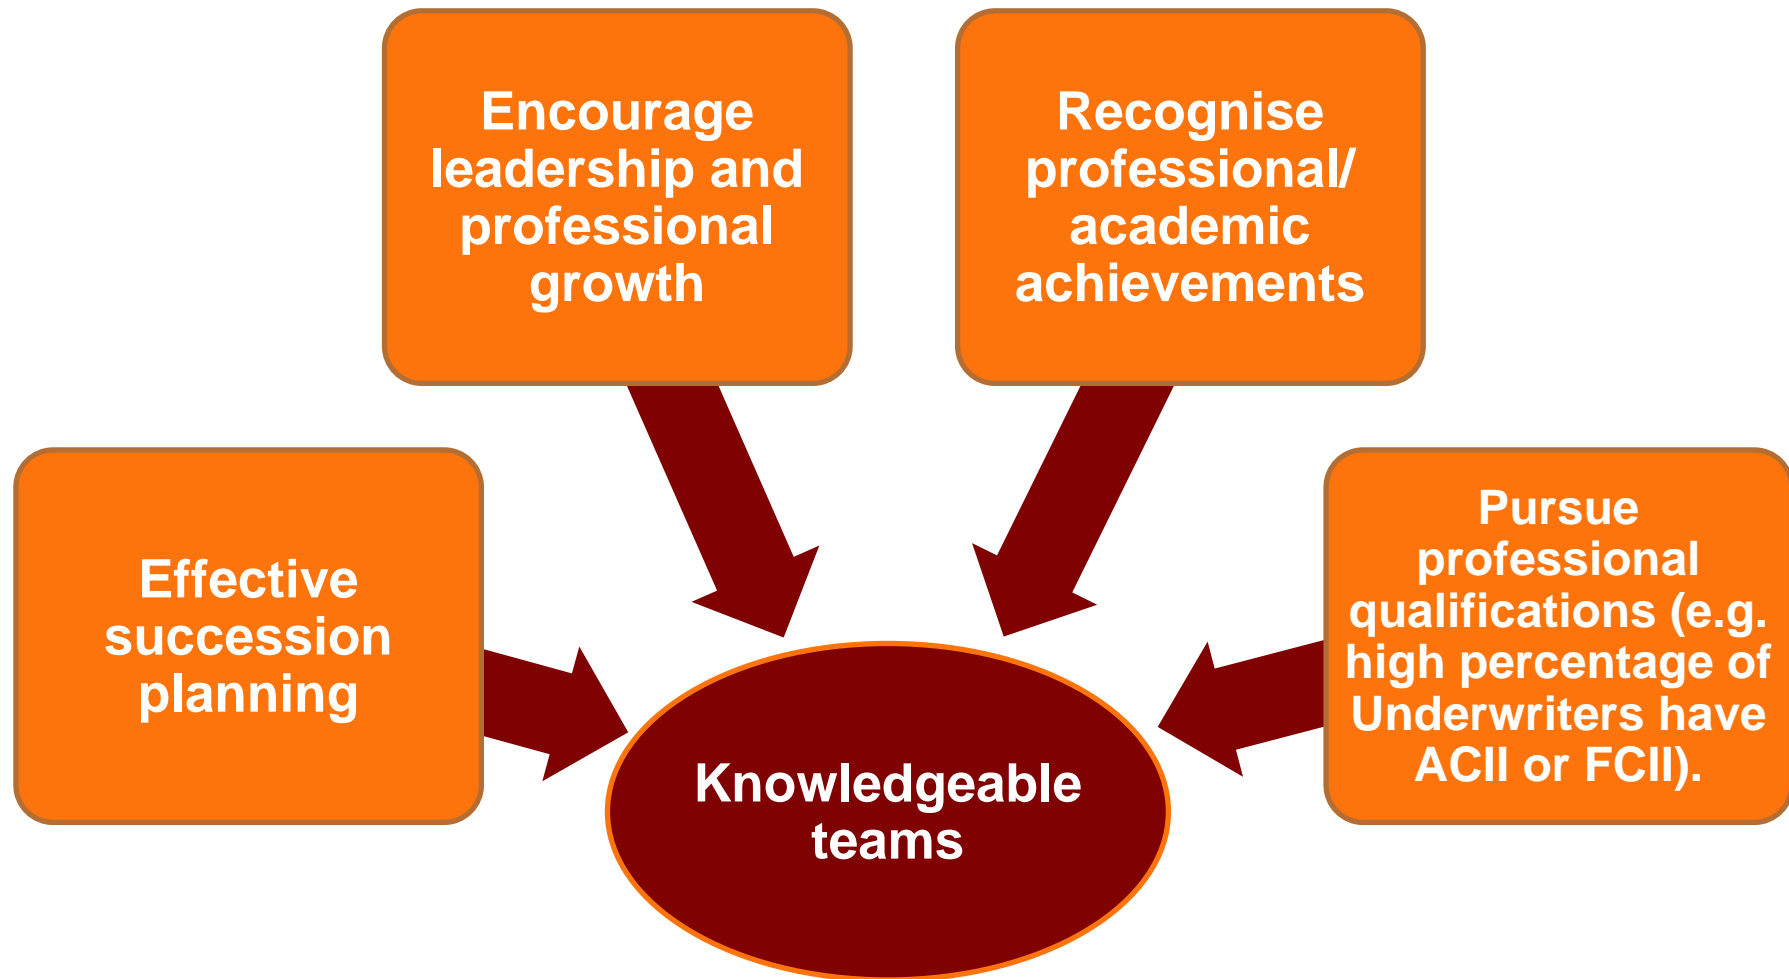 Encourage
leadership and
professional
growth
Recognise
professional/
academic
achievements
Effective
succession
planning
Pursue
professional
qualifications (e.g.
high percentage of
Underwriters have
ACII or FCII).
Knowledgeable
teams